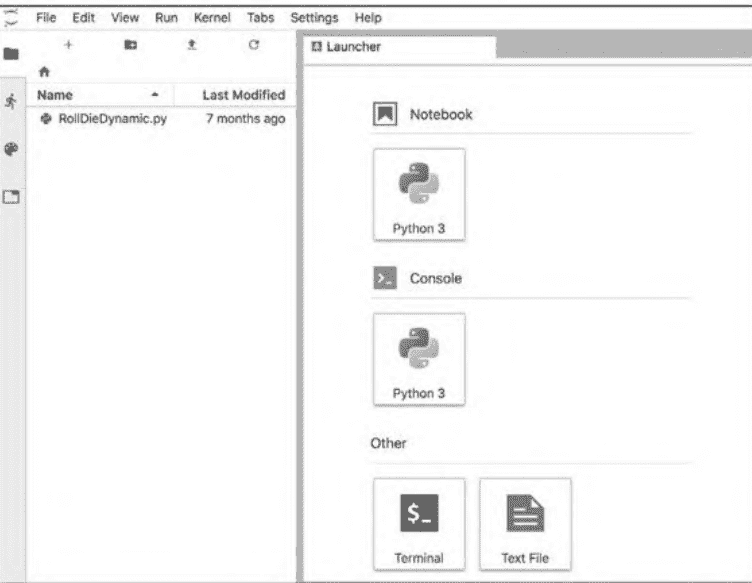 File Edit View Run Kernel Tabs Settings Help
Launcher
Name Last Modified
RollDieDynamic.py 7 months ago
Notebook
Python 3
Console
Python 3
Other
$_
Terminal Text File